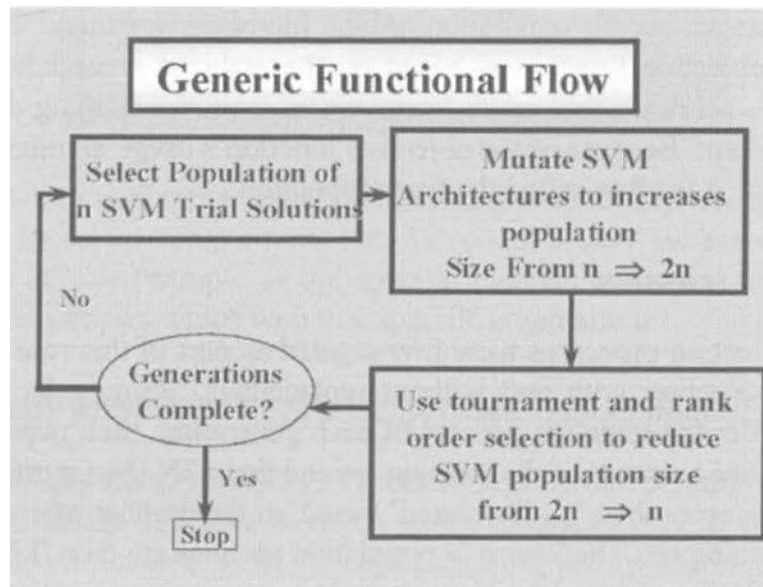 Generic Functional Flow
Select Population of
n SVM Trial Solutions
Mutate SVM
Architectures to increases
population
Size From n ⇒ 2n
Use tournament and rank
order selection to reduce
SVM population size
from 2n ⇒ n
Generations
Complete?
No
Yes
Stop